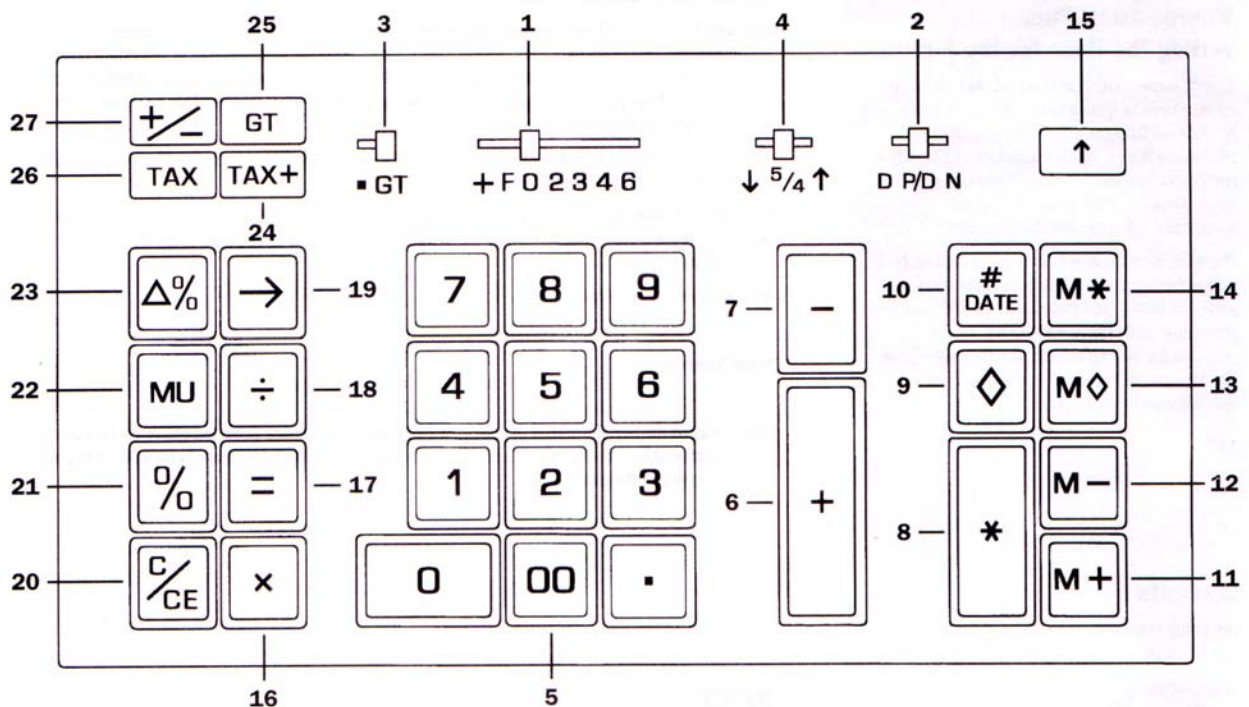 25 3 1 4 2 15
27 +/− GT
26 TAX TAX+
▪ GT
+ F 0 2 3 4 6
↓ 5/4 ↑
D P/D N
↑
24
23 △% → 19 7 8 9 7 − 10 # DATE M* 14
22 MU ÷ 18 4 5 6 9 ◇ M◇ 13
21 % = 17 1 2 3 6 + M− 12
20 C/CE × 0 00 . 8 * M+ 11
16 5